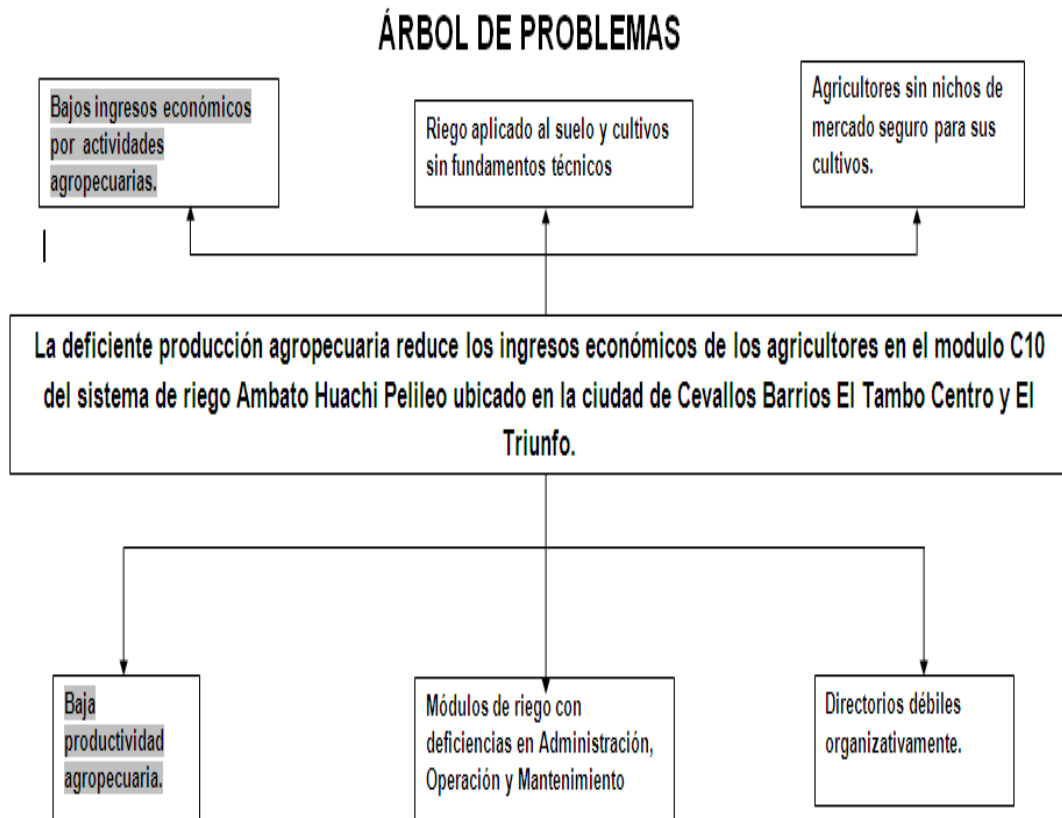 ÁRBOL DE PROBLEMAS
Bajos ingresos económicos
por actividades
agropecuarias.
Riego aplicado al suelo y cultivos
sin fundamentos técnicos
Agricultores sin nichos de
mercado seguro para sus
cultivos.
La deficiente producción agropecuaria reduce los ingresos económicos de los agricultores en el modulo C10
del sistema de riego Ambato Huachi Pelileo ubicado en la ciudad de Cevallos Barrios El Tambo Centro y El
Triunfo.
Baja
productividad
agropecuaria.
Módulos de riego con
deficiencias en Administración,
Operación y Mantenimiento
Directorios débiles
organizativamente.